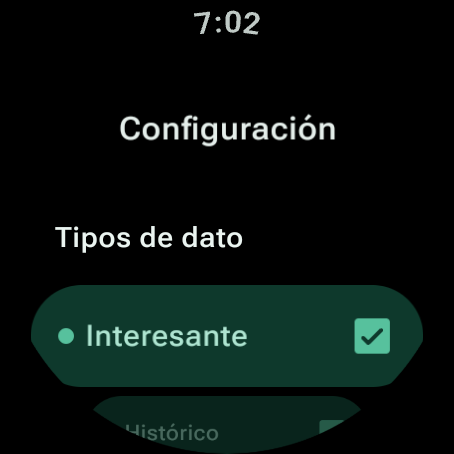 7:02
Configuración
Tipos de dato
Interesante
Histórico